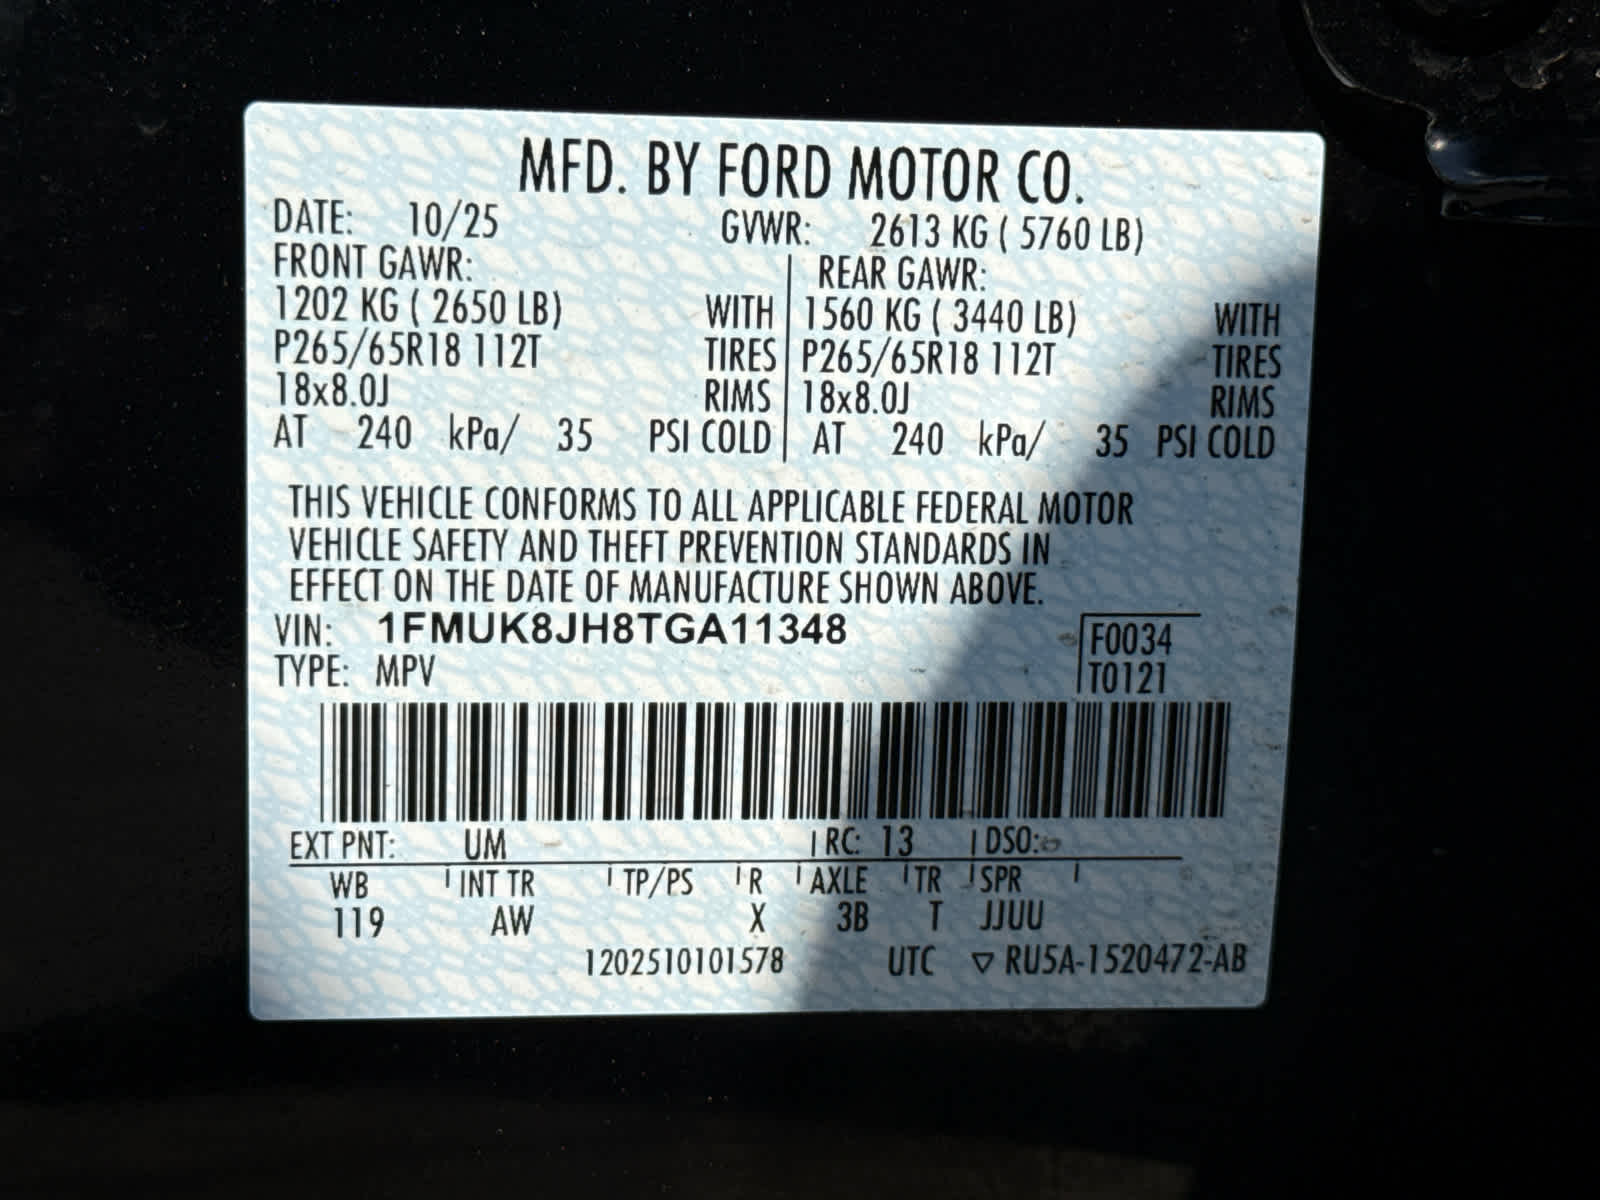 MFD. BY FORD MOTOR CO.
DATE: 10/25 GVWR: 2613 KG ( 5760 LB)
FRONT GAWR: REAR GAWR:
1202 KG ( 2650 LB) WITH 1560 KG ( 3440 LB) WITH
P265/65R18 112T TIRES P265/65R18 112T TIRES
18x8.0J RIMS 18x8.0J RIMS
AT 240 kPa/ 35 PSI COLD AT 240 kPa/ 35 PSI COLD
THIS VEHICLE CONFORMS TO ALL APPLICABLE FEDERAL MOTOR
VEHICLE SAFETY AND THEFT PREVENTION STANDARDS IN
EFFECT ON THE DATE OF MANUFACTURE SHOWN ABOVE.
VIN: 1FMUK8JH8TGA11348 F0034
TYPE: MPV T0121
EXT PNT: UM RC: 13 DSO:
WB INT TR TP/PS R AXLE TR SPR
119 AW X 3B T JJUU
1202510101578 UTC ▽ RU5A-1520472-AB